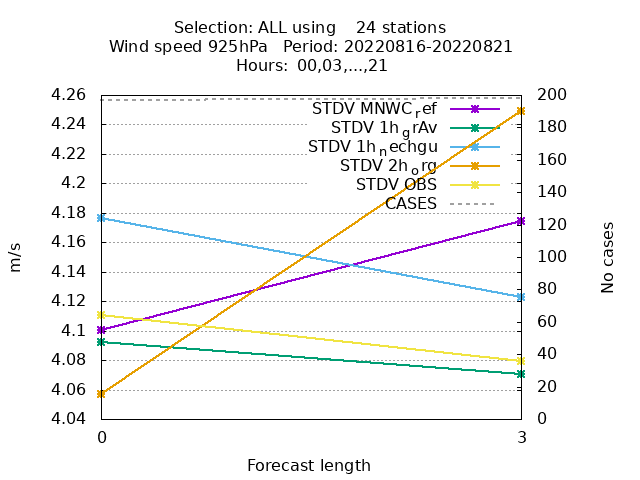 Selection: ALL using    24 stations
Wind speed 925hPa   Period: 20220816-20220821
Hours:  00,03,...,21
4.26
4.24
4.22
4.2
4.18
4.16
4.14
4.12
4.1
4.08
4.06
4.04
m/s
STDV MNWC_ref
STDV 1h_grAv
STDV 1h_nechgu
STDV 2h_org
STDV OBS
CASES
200
180
160
140
120
100
80
60
40
20
0
No cases
0
3
Forecast length